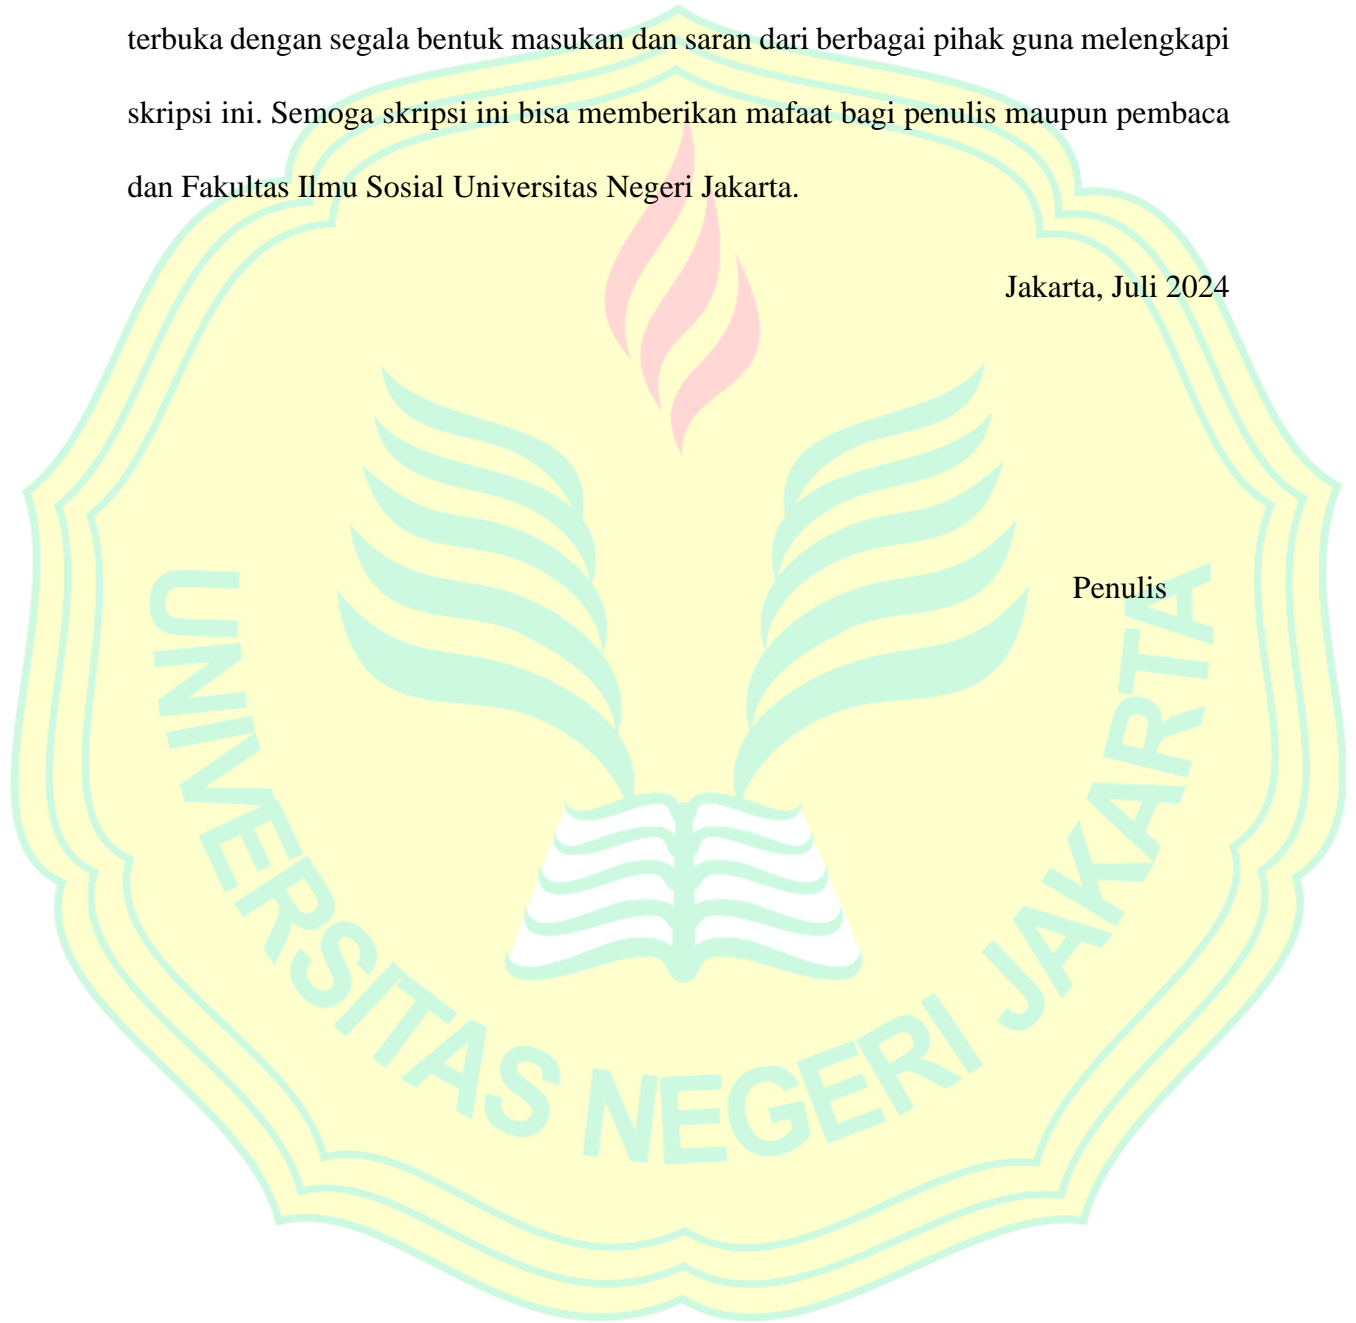 terbuka dengan segala bentuk masukan dan saran dari berbagai pihak guna melengkapi
skripsi ini. Semoga skripsi ini bisa memberikan mafaat bagi penulis maupun pembaca
dan Fakultas Ilmu Sosial Universitas Negeri Jakarta.
Jakarta, Juli 2024
Penulis
UNIVERSITAS NEGERI JAKARTA